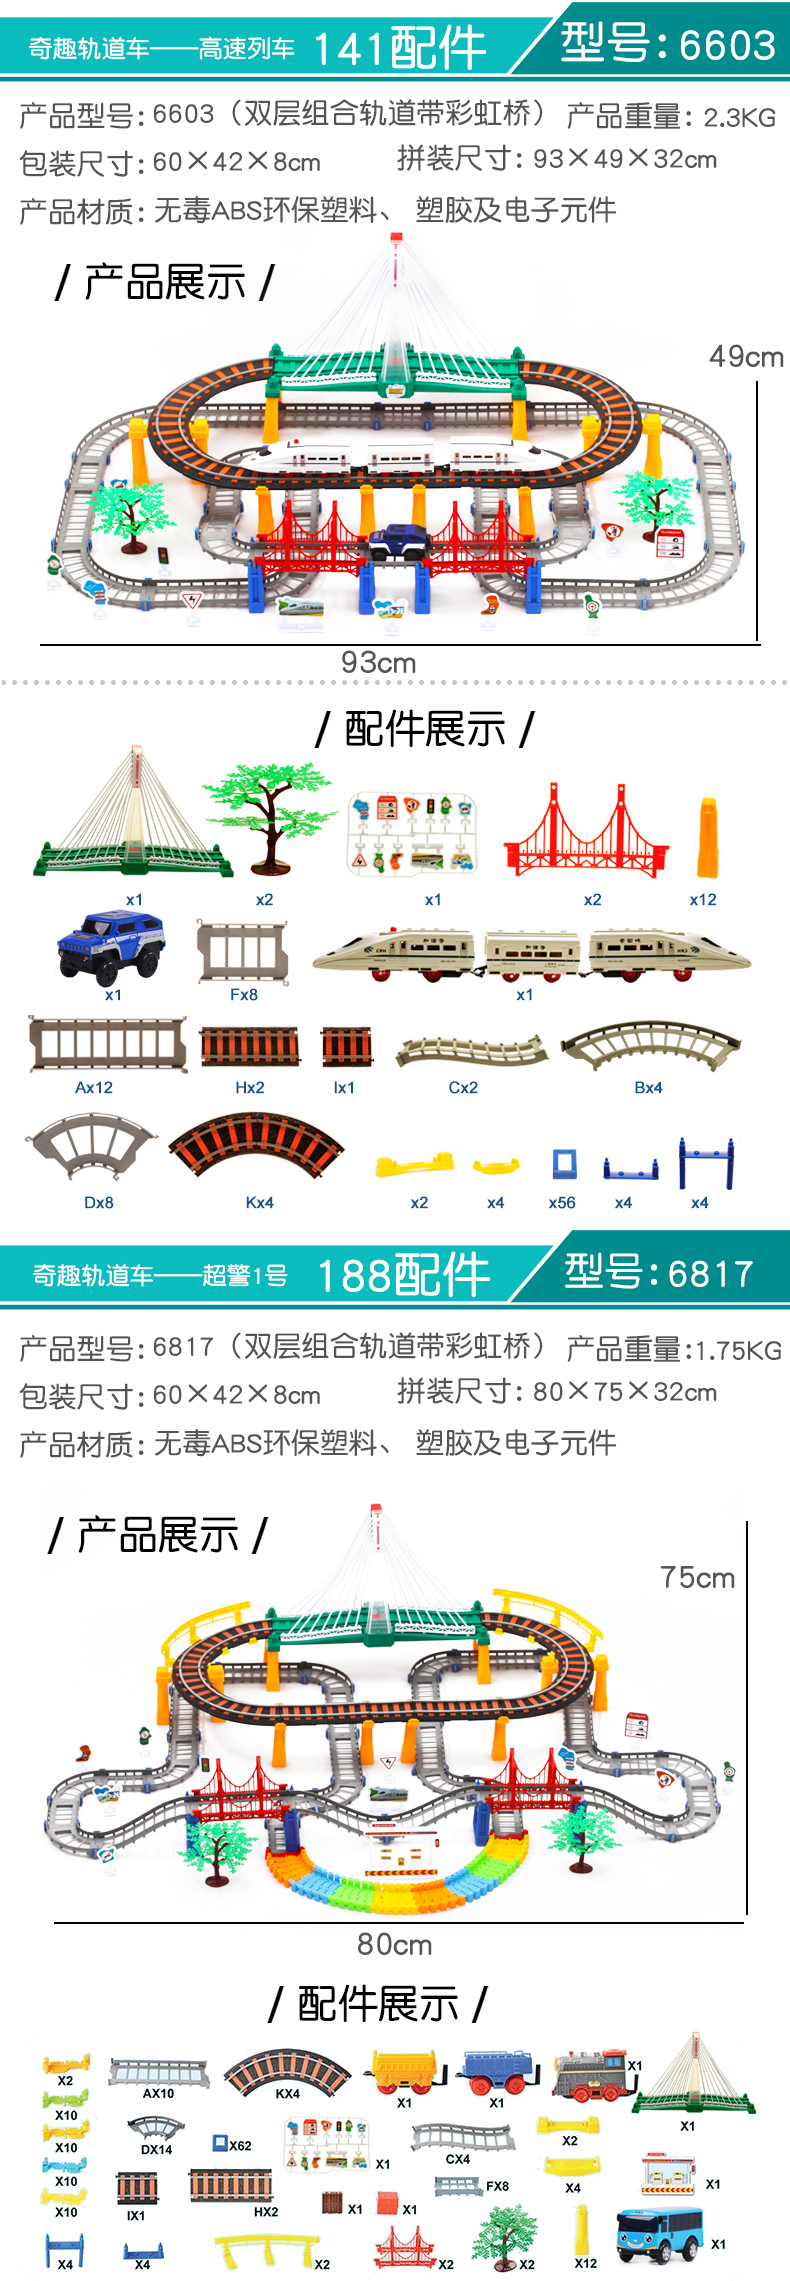 奇趣轨道车——高速列车 141配件 型号:6603
产品型号:6603（双层组合轨道带彩虹桥） 产品重量: 2.3KG
包装尺寸:60×42×8cm 拼装尺寸: 93×49×32cm
产品材质: 无毒ABS环保塑料、 塑胶及电子元件
/ 产品展示 /
49cm
93cm
/ 配件展示 /
x1 x2 x1 x2 x12
x1 Fx8 x1
Ax12 Hx2 Ix1 Cx2 Bx4
Dx8 Kx4 x2 x4 x56 x4 x4
奇趣轨道车——超警1号 188配件 型号:6817
产品型号:6817（双层组合轨道带彩虹桥） 产品重量:1.75KG
包装尺寸:60×42×8cm 拼装尺寸: 80×75×32cm
产品材质: 无毒ABS环保塑料、 塑胶及电子元件
/ 产品展示 /
75cm
80cm
/ 配件展示 /
X2 AX10 KX4 X1 X1 X1 X1
X10
X10 DX14 X62 X1 CX4 X2
X10 X4 FX8 X1
X10 IX1 HX2 X1 X1
X4 X4 X2 X2 X2 X12 X1